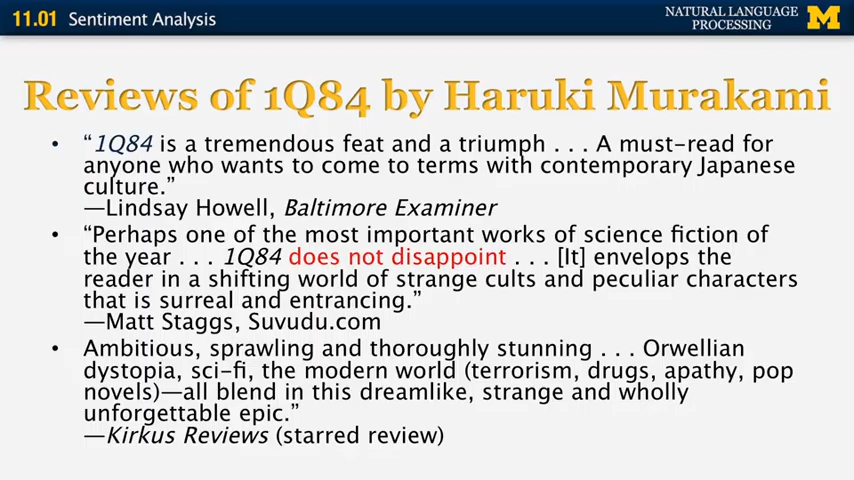 11.01 Sentiment Analysis
NATURAL LANGUAGE
PROCESSING
M
Reviews of 1Q84 by Haruki Murakami
• “1Q84 is a tremendous feat and a triumph . . . A must-read for
anyone who wants to come to terms with contemporary Japanese
culture.”
—Lindsay Howell, Baltimore Examiner
• “Perhaps one of the most important works of science fiction of
the year . . . 1Q84 does not disappoint . . . [It] envelops the
reader in a shifting world of strange cults and peculiar characters
that is surreal and entrancing.”
—Matt Staggs, Suvudu.com
• Ambitious, sprawling and thoroughly stunning . . . Orwellian
dystopia, sci-fi, the modern world (terrorism, drugs, apathy, pop
novels)—all blend in this dreamlike, strange and wholly
unforgettable epic.”
—Kirkus Reviews (starred review)